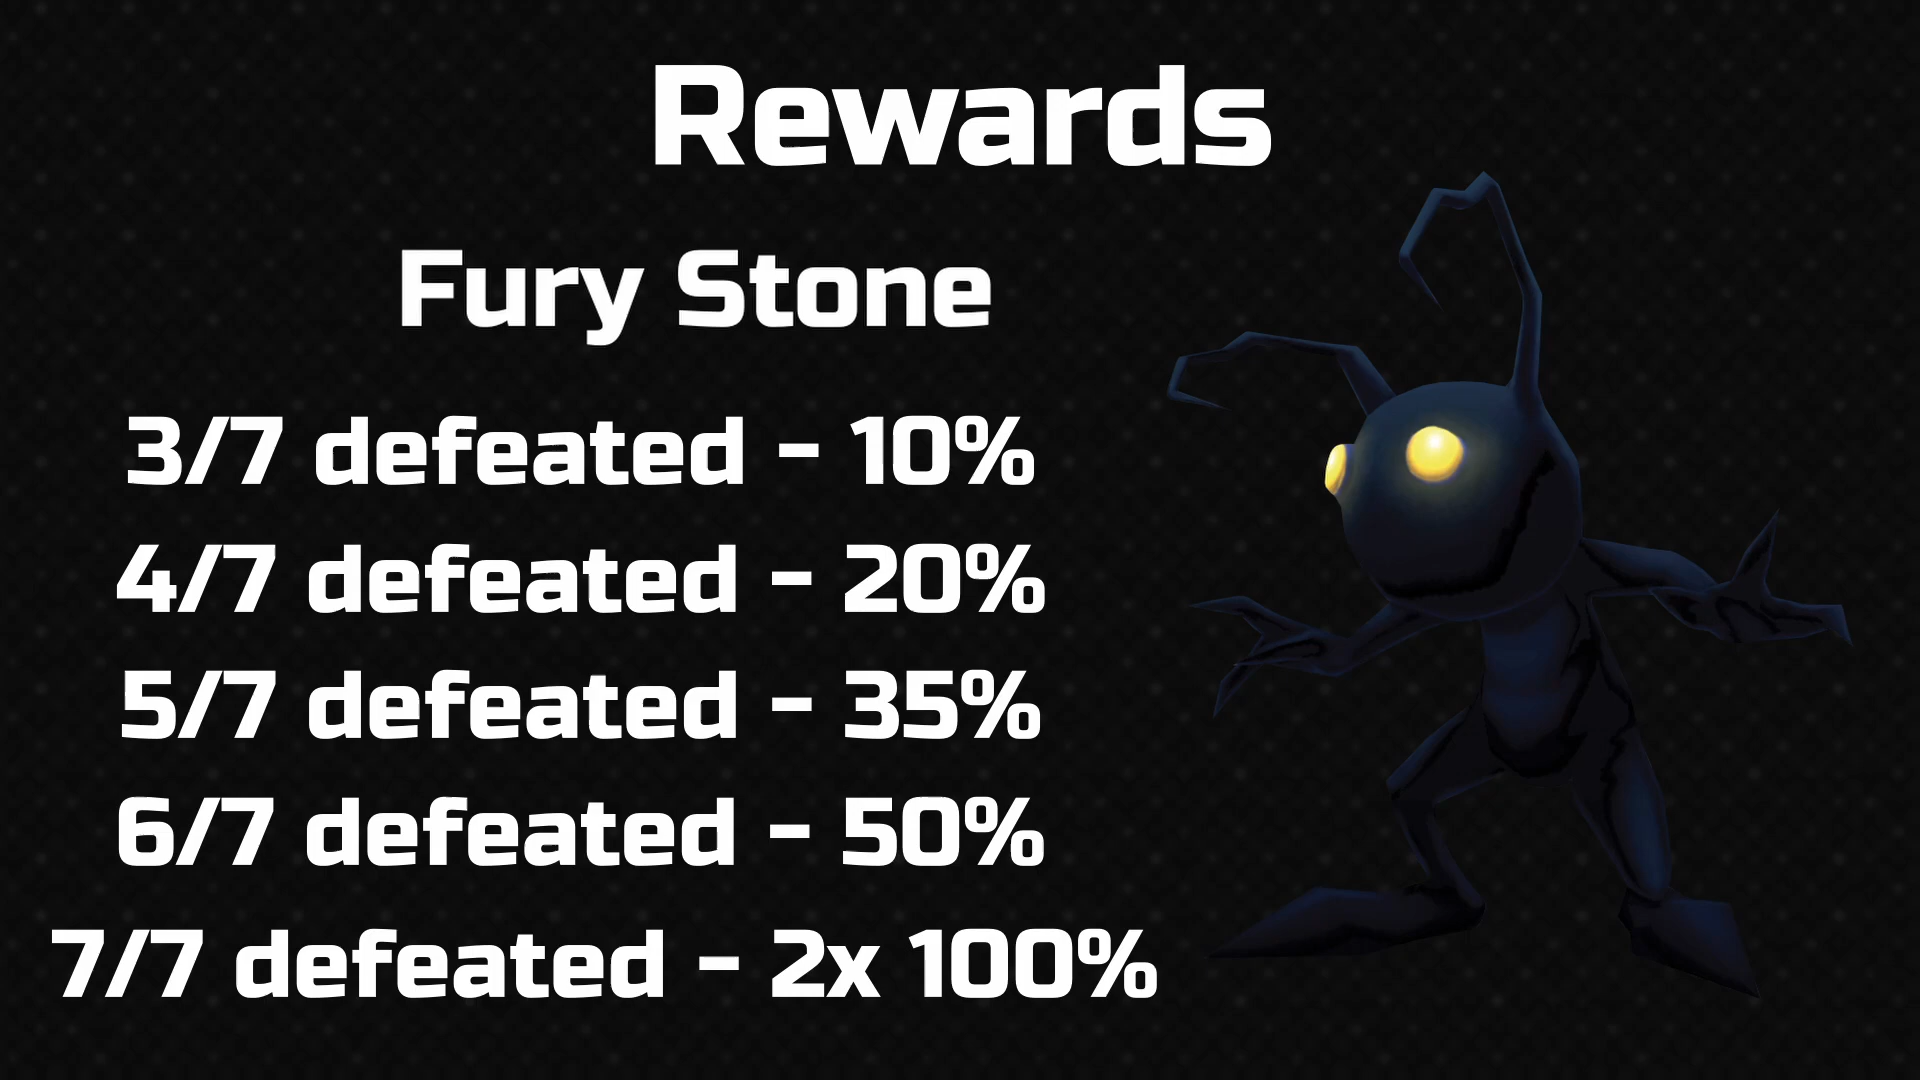 Rewards
Fury Stone
3/7 defeated - 10%
4/7 defeated - 20%
5/7 defeated - 35%
6/7 defeated - 50%
7/7 defeated - 2x 100%